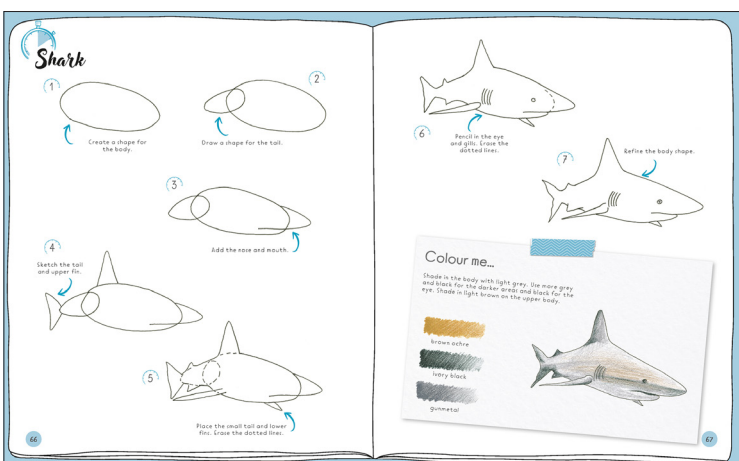 Shark
1
Create a shape for
the body.
2
Draw a shape for the tail.
3
Add the nose and mouth.
4
Sketch the tail
and upper fin.
5
Place the small tail and lower
fins. Erase the dotted lines.
66
6
Pencil in the eye
and gills. Erase the
dotted lines.
7
Refine the body shape.
Colour me...
Shade in the body with light grey. Use more grey
and black for the darker areas and black for the
eye. Shade in light brown on the upper body.
brown ochre
ivory black
gunmetal
67